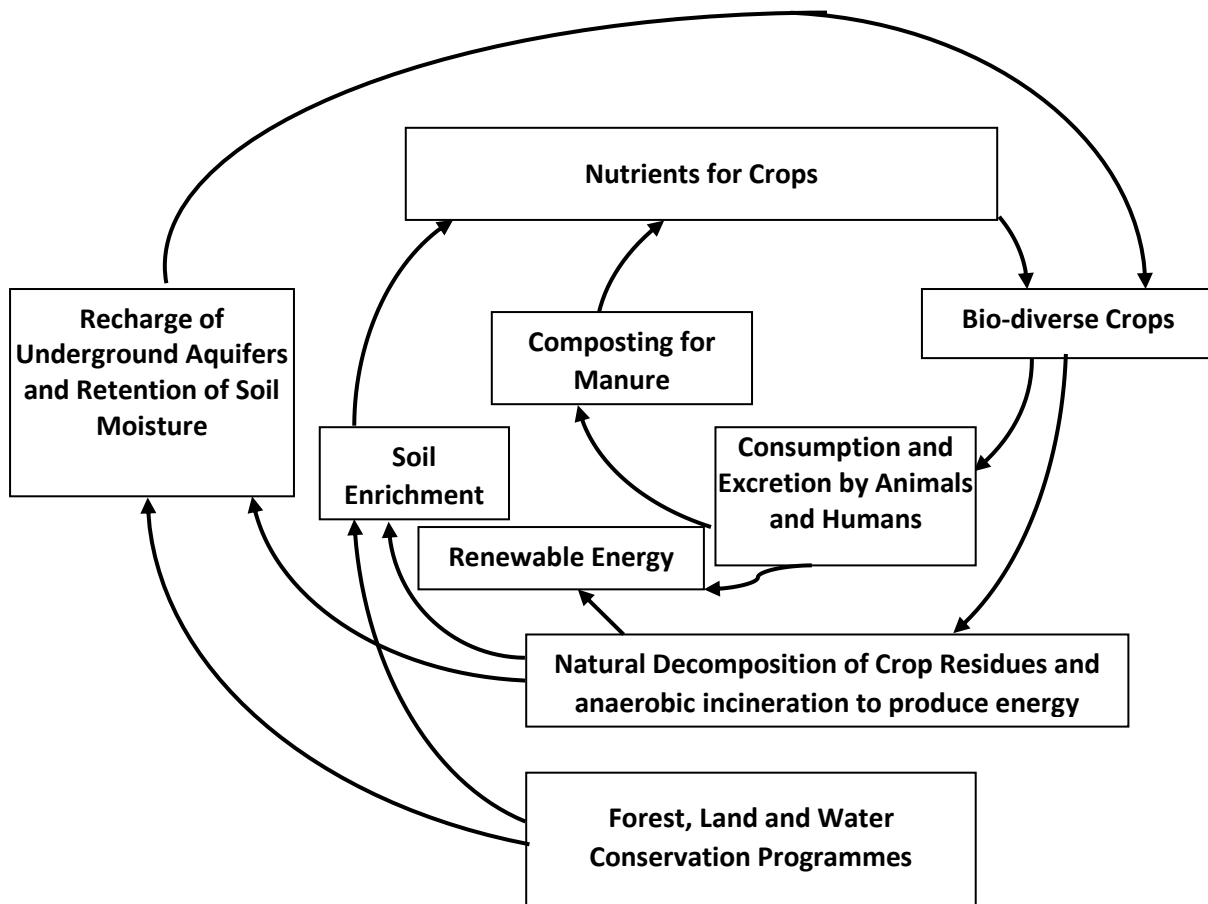 Nutrients for Crops
Recharge of
Underground Aquifers
and Retention of Soil
Moisture
Bio-diverse Crops
Composting for
Manure
Soil
Enrichment
Consumption and
Excretion by Animals
and Humans
Renewable Energy
Natural Decomposition of Crop Residues and
anaerobic incineration to produce energy
Forest, Land and Water
Conservation Programmes